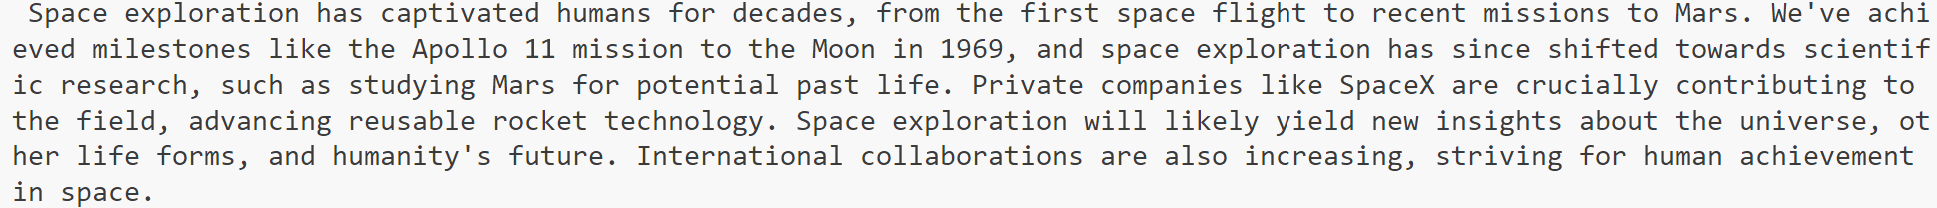 Space exploration has captivated humans for decades, from the first space flight to recent missions to Mars. We've achi
eved milestones like the Apollo 11 mission to the Moon in 1969, and space exploration has since shifted towards scientif
ic research, such as studying Mars for potential past life. Private companies like SpaceX are crucially contributing to
the field, advancing reusable rocket technology. Space exploration will likely yield new insights about the universe, ot
her life forms, and humanity's future. International collaborations are also increasing, striving for human achievement
in space.